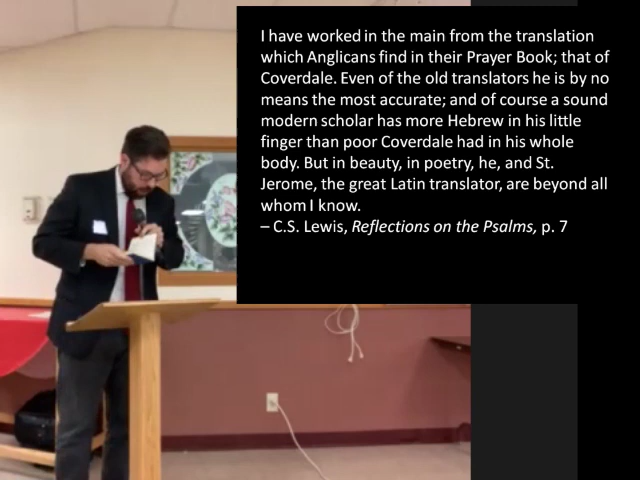 I have worked in the main from the translation
which Anglicans find in their Prayer Book; that of
Coverdale. Even of the old translators he is by no
means the most accurate; and of course a sound
modern scholar has more Hebrew in his little
finger than poor Coverdale had in his whole
body. But in beauty, in poetry, he, and St.
Jerome, the great Latin translator, are beyond all
whom I know.
– C.S. Lewis, Reflections on the Psalms, p. 7